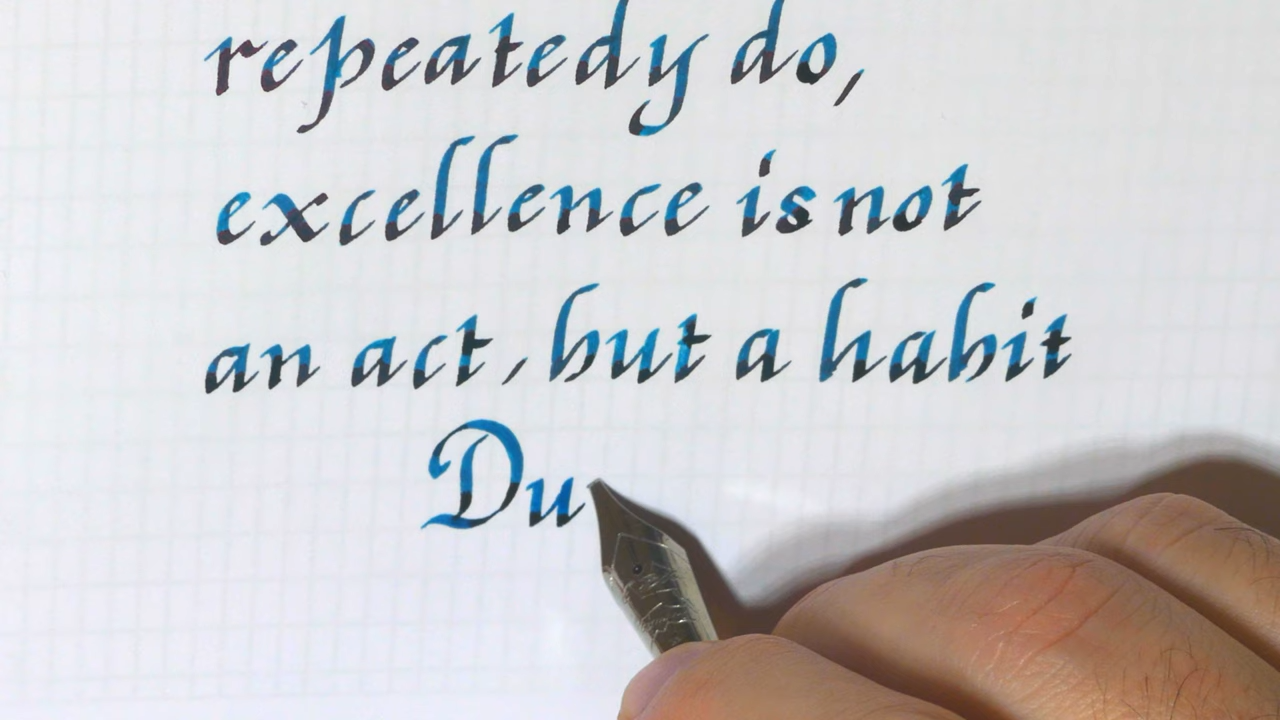 repeatedy do,
excellence is not
an act, but a habit
Du